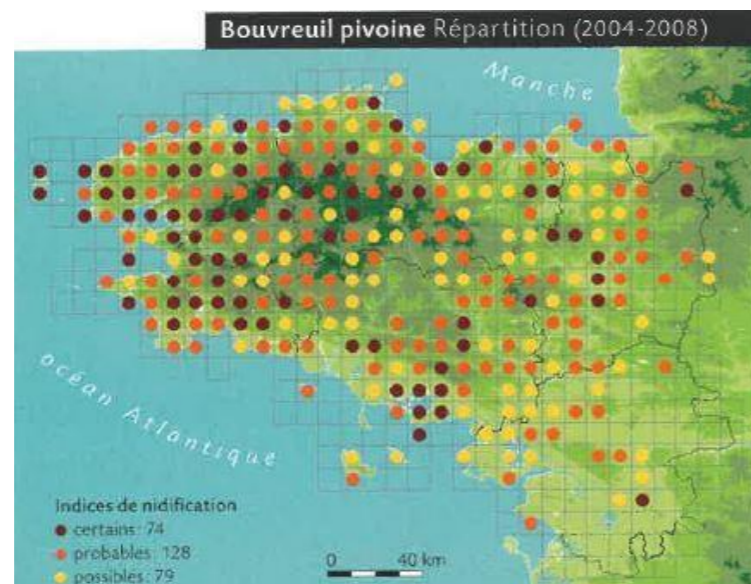 Bouvreuil pivoine Répartition (2004-2008)
Manche
océan Atlantique
Indices de nidification
certains: 74
probables: 128
possibles: 79
0 40 km